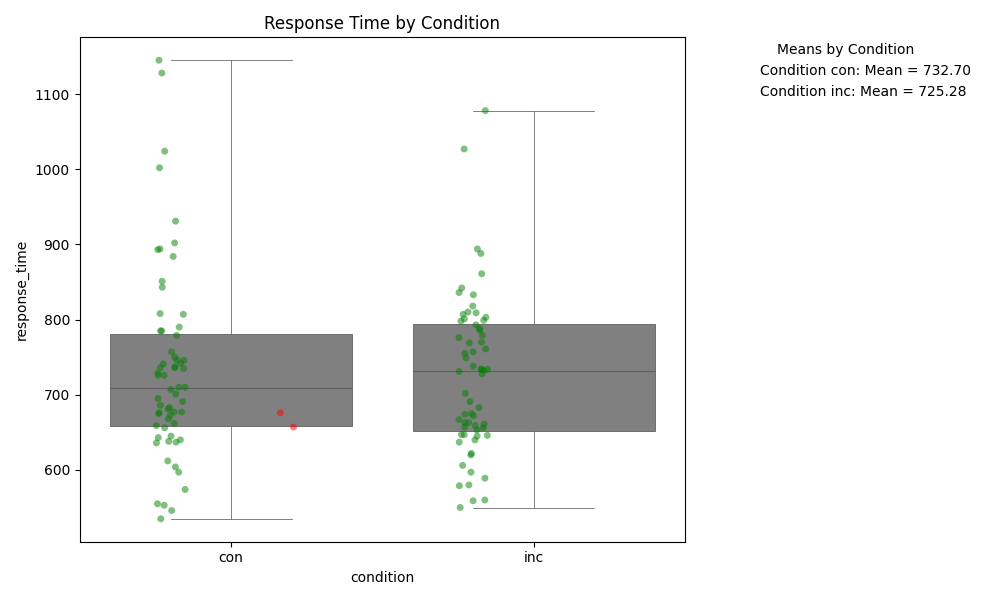 Response Time by Condition
Means by Condition
Condition con: Mean = 732.70
Condition inc: Mean = 725.28
1100
1000
900
800
700
600
response_time
con inc
condition